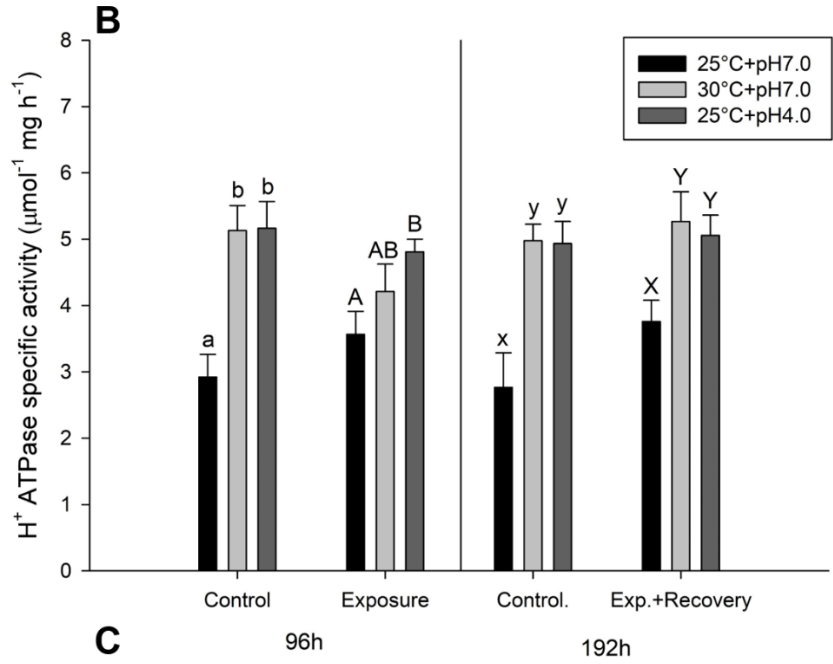 B
H⁺ ATPase specific activity (µmol⁻¹ mg h⁻¹)
8
7
6
5
4
3
2
1
0
25°C+pH7.0
30°C+pH7.0
25°C+pH4.0
a b b
A AB B
x y y
X Y Y
Control Exposure Control. Exp.+Recovery
C 96h 192h